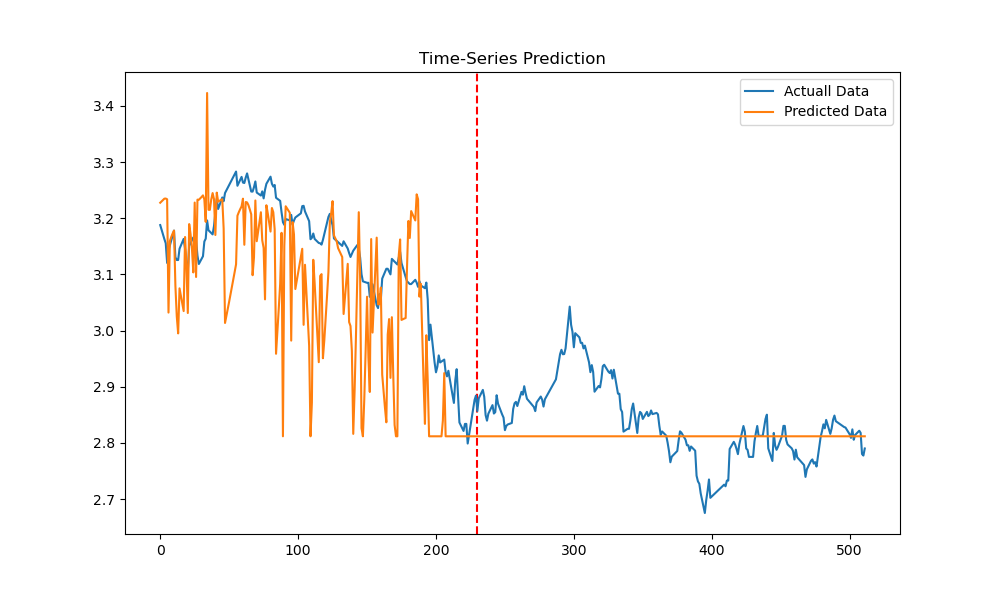 Time-Series Prediction
Actuall Data
Predicted Data
3.4
3.3
3.2
3.1
3.0
2.9
2.8
2.7
0 100 200 300 400 500